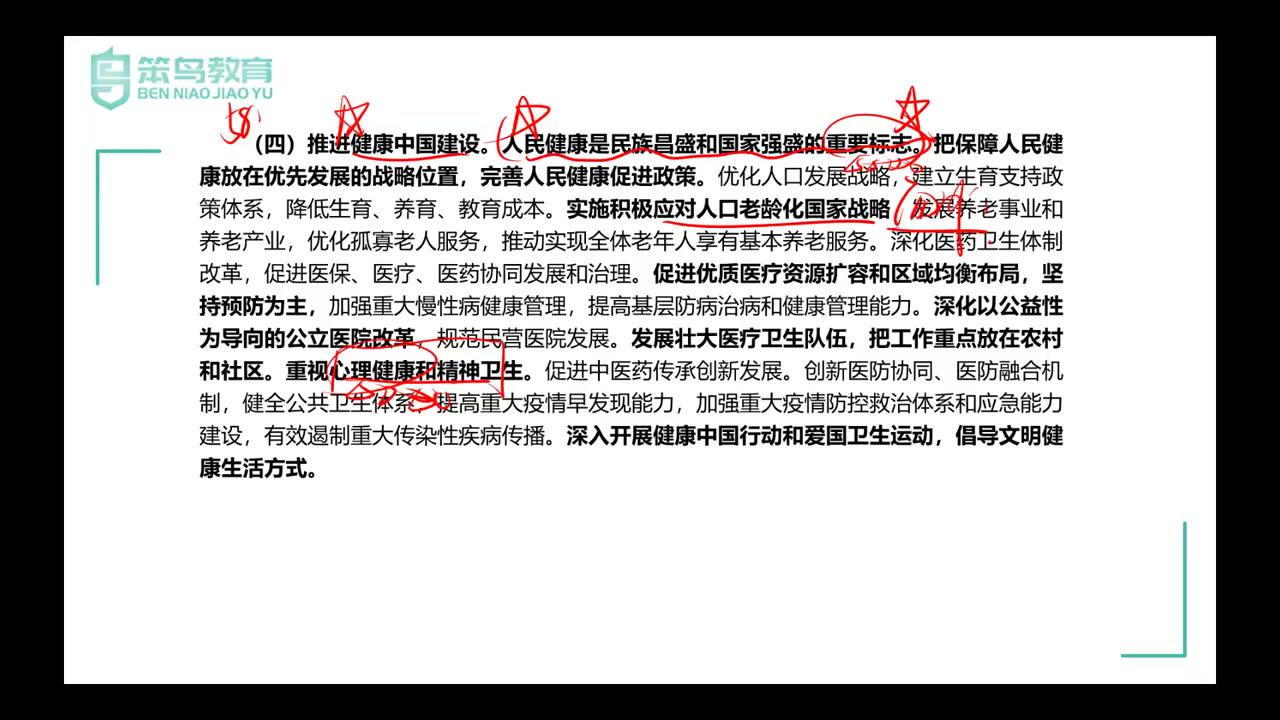 笨鸟教育
BEN NIAO JIAO YU
58
（四）推进健康中国建设。人民健康是民族昌盛和国家强盛的重要标志。把保障人民健
康放在优先发展的战略位置，完善人民健康促进政策。优化人口发展战略，建立生育支持政
策体系，降低生育、养育、教育成本。实施积极应对人口老龄化国家战略，发展养老事业和
养老产业，优化孤寡老人服务，推动实现全体老年人享有基本养老服务。深化医药卫生体制
改革，促进医保、医疗、医药协同发展和治理。促进优质医疗资源扩容和区域均衡布局，坚
持预防为主，加强重大慢性病健康管理，提高基层防病治病和健康管理能力。深化以公益性
为导向的公立医院改革，规范民营医院发展。发展壮大医疗卫生队伍，把工作重点放在农村
和社区。重视心理健康和精神卫生。促进中医药传承创新发展。创新医防协同、医防融合机
制，健全公共卫生体系，提高重大疫情早发现能力，加强重大疫情防控救治体系和应急能力
建设，有效遏制重大传染性疾病传播。深入开展健康中国行动和爱国卫生运动，倡导文明健
康生活方式。